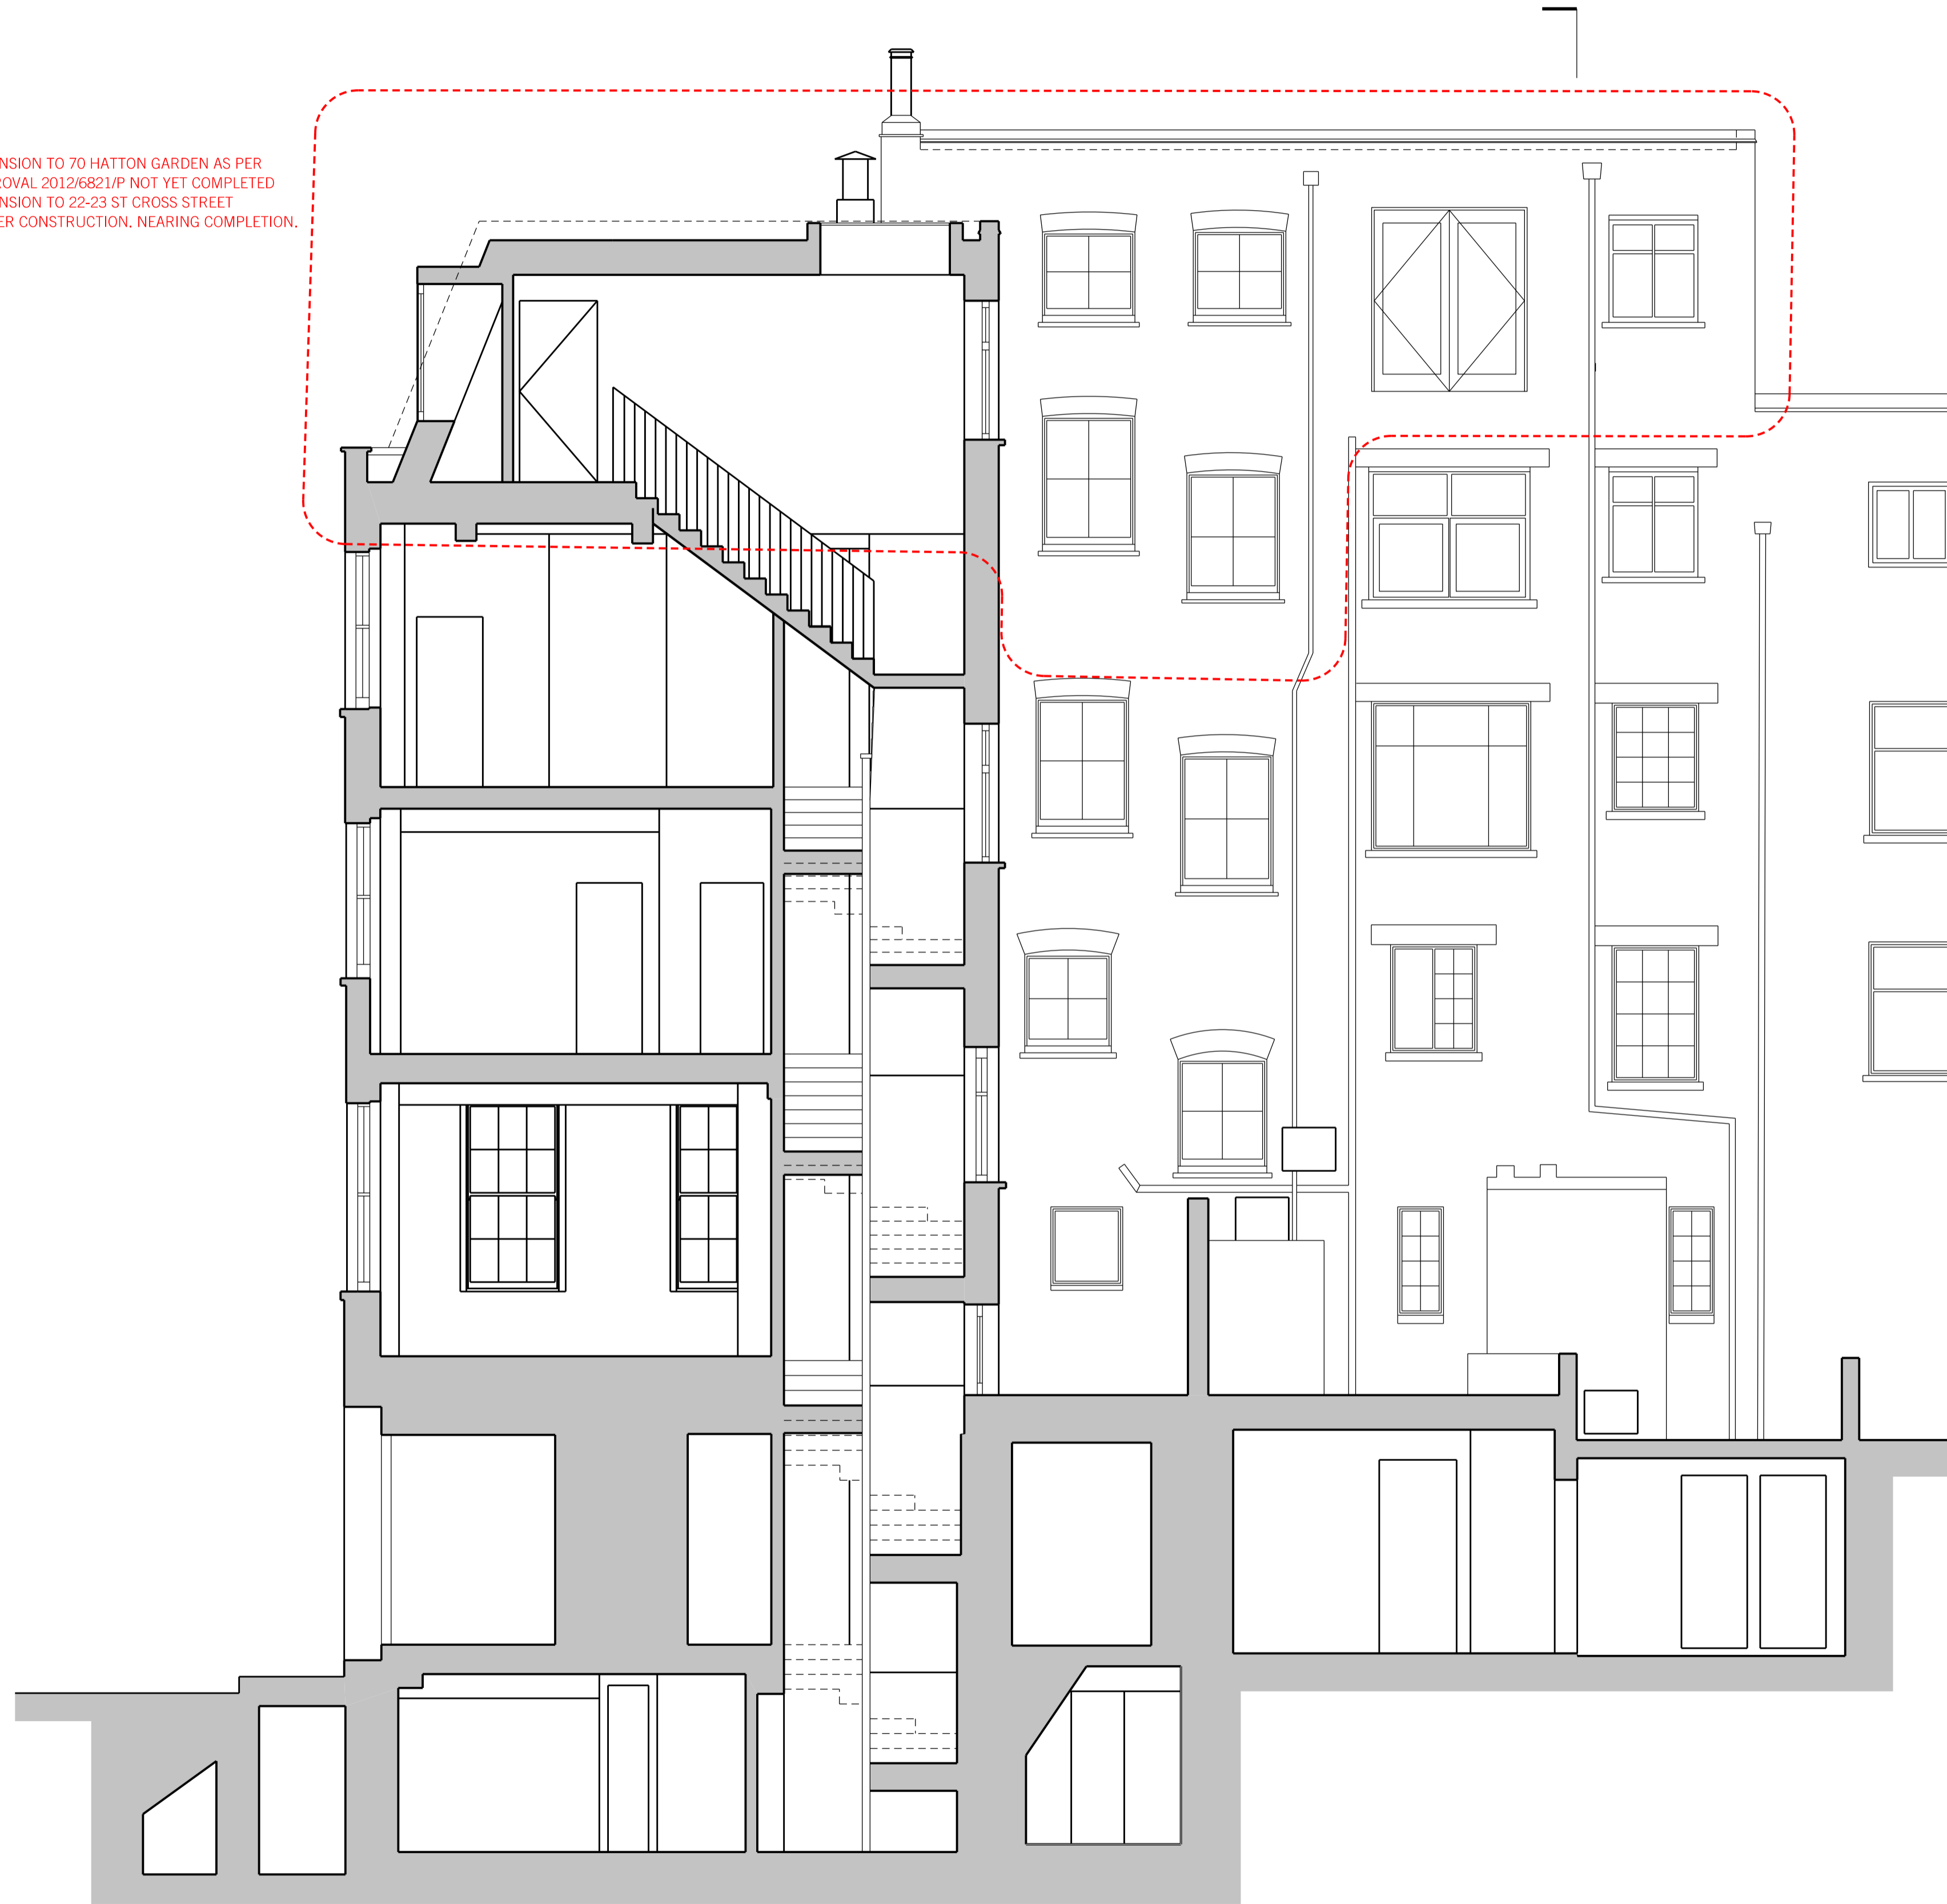 NSION TO 70 HATTON GARDEN AS PER
ROVAL 2012/6821/P NOT YET COMPLETED
NSION TO 22-23 ST CROSS STREET
ER CONSTRUCTION. NEARING COMPLETION.